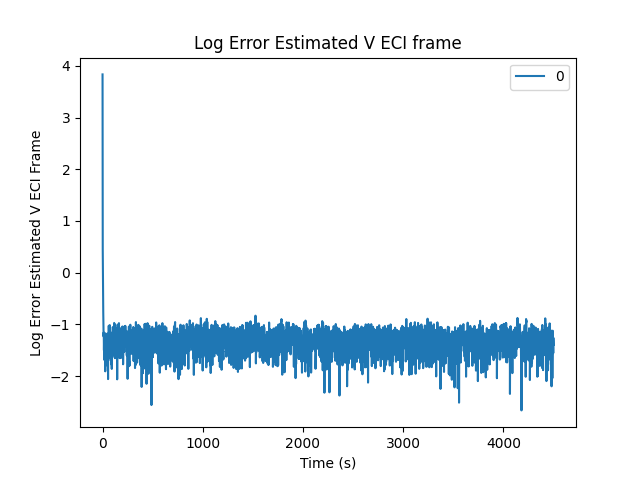 Log Error Estimated V ECI frame
0
4
3
2
1
0
−1
−2
Log Error Estimated V ECI Frame
0 1000 2000 3000 4000
Time (s)